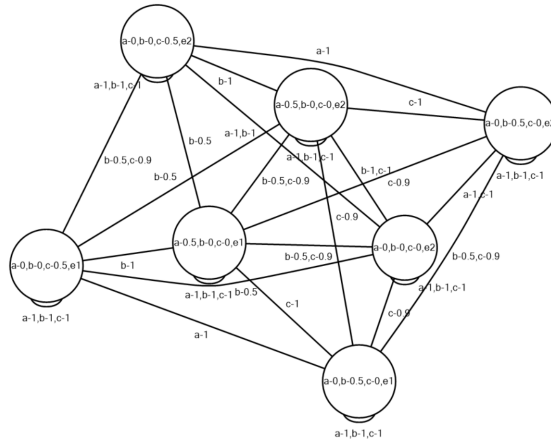 a-0,b-0,c-0.5,e2
a-1
b-1
a-1,b-1,c-1
a-0.5,b-0,c-0,e2
c-1
a-0,b-0.5,c-0,e2
a-1,b-1
b-0.5
a-1,b-1,c-1
b-0.5,c-0.9
b-0.5
b-0.5,c-0.9
b-1,c-1
c-0.9
a-1,b-1,c-1
a-1,c-1
c-0.9
a-0.5,b-0,c-0,e1
a-0,b-0,c-0,e2
a-0,b-0,c-0.5,e1
b-1
b-0.5,c-0.9
b-0.5,c-0.9
a-1,b-1,c-1
b-0.5
a-1,b-1,c-1
c-1
c-0.9
a-1,b-1,c-1
a-1
a-0,b-0.5,c-0,e1
a-1,b-1,c-1